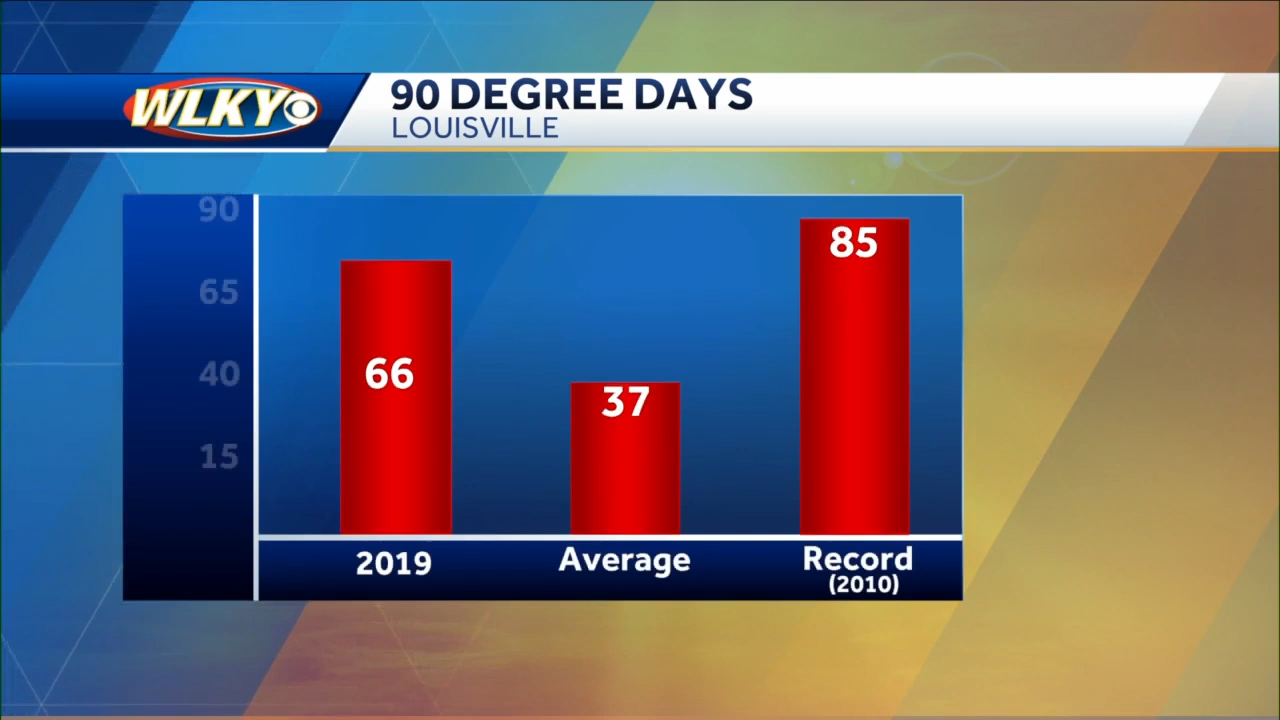 WLKY
90 DEGREE DAYS
LOUISVILLE
90
65
40
15
66
37
85
2019
Average
Record
(2010)